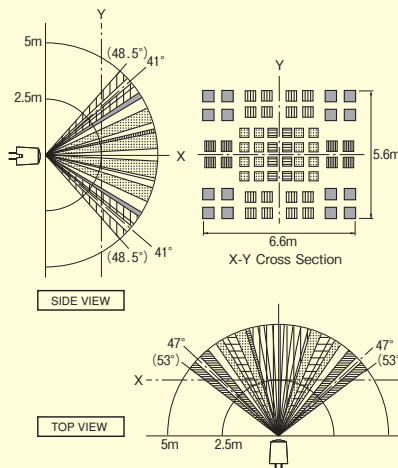 Y
5m
(48.5°)
41°
2.5m
X
41°
(48.5°)
SIDE VIEW
Y
X
5.6m
6.6m
X-Y Cross Section
47°
(53°)
47°
(53°)
X
TOP VIEW
5m
2.5m